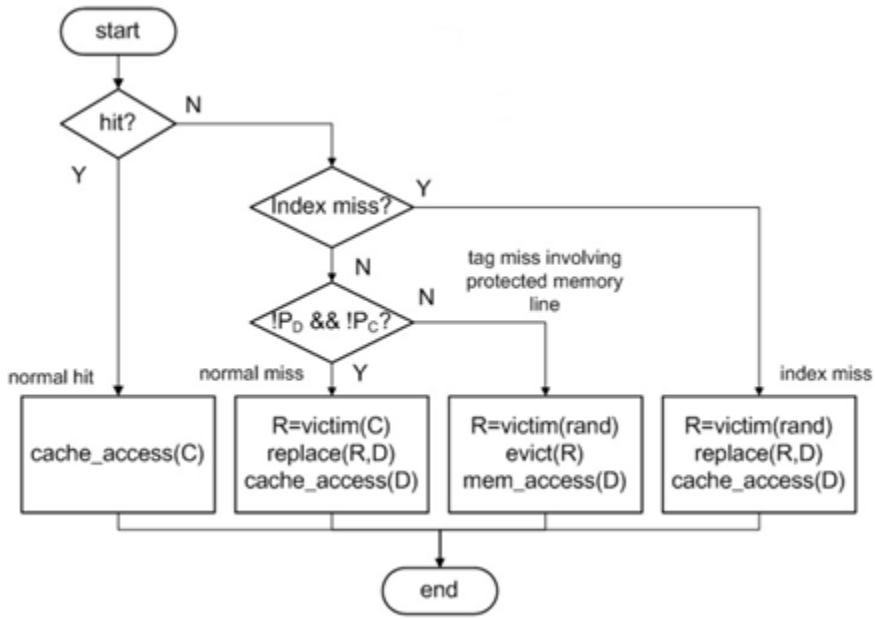 start
hit?
N
Y
Index miss?
Y
N
tag miss involving
protected memory
line
!PD && !PC?
N
Y
normal hit
normal miss
index miss
cache_access(C)
R=victim(C)
replace(R,D)
cache_access(D)
R=victim(rand)
evict(R)
mem_access(D)
R=victim(rand)
replace(R,D)
cache_access(D)
end